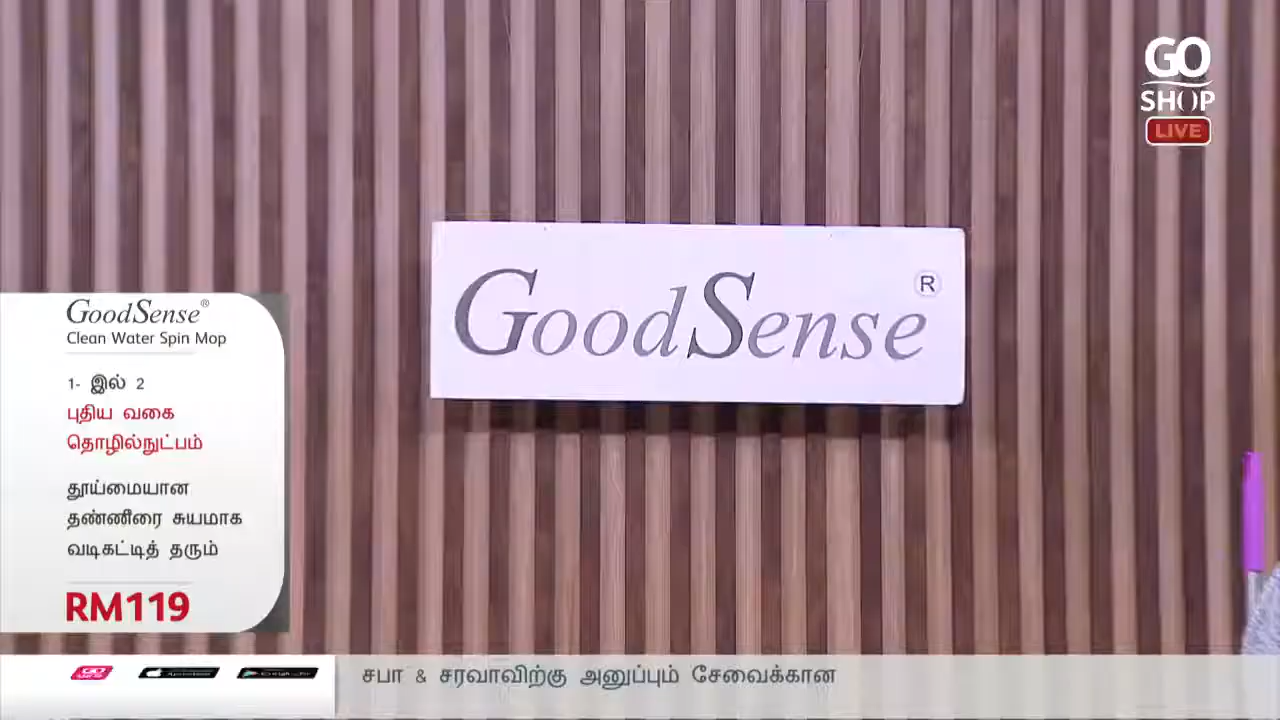 GO
SHOP
LIVE
GoodSense®
GoodSense®
Clean Water Spin Mop
1- இல் 2
புதிய வகை
தொழில்நுட்பம்
தூய்மையான
தண்ணீரை சுயமாக
வடிகட்டித் தரும்
RM119
சபா & சரவாவிற்கு அனுப்பும் சேவைக்கான